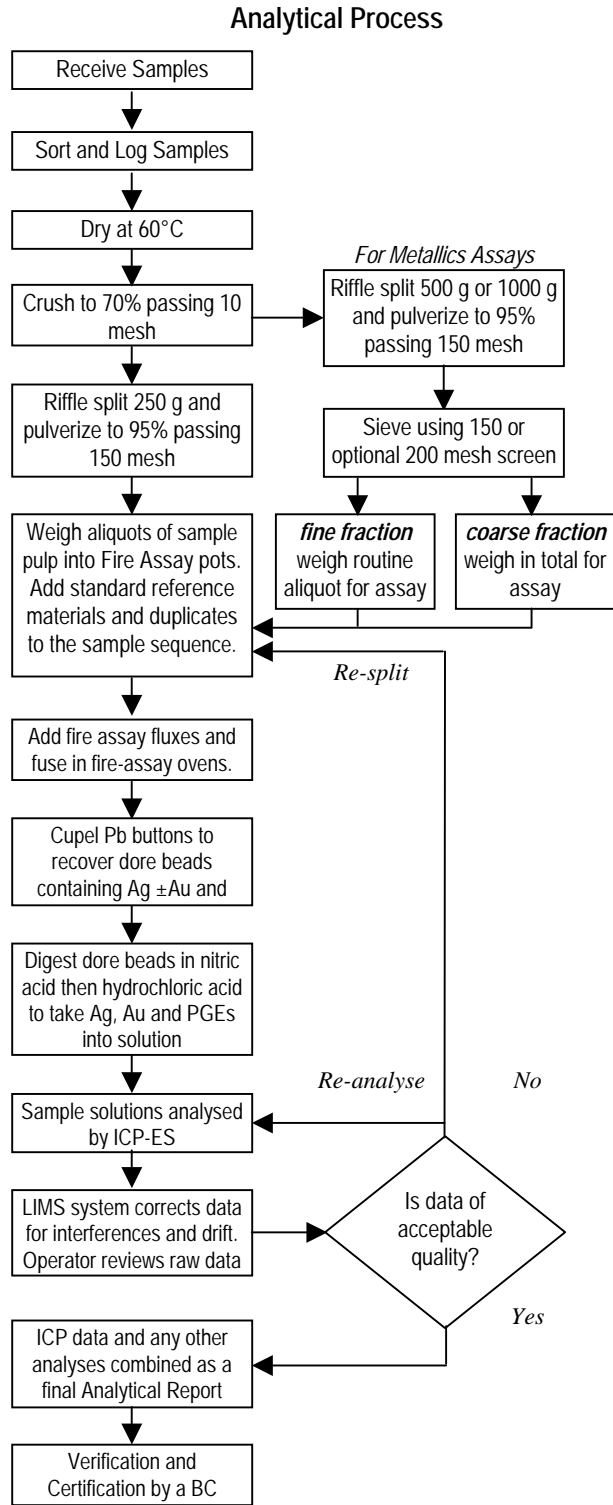 Analytical Process
Receive Samples
Sort and Log Samples
Dry at 60°C
Crush to 70% passing 10
mesh
For Metallics Assays
Riffle split 500 g or 1000 g
and pulverize to 95%
passing 150 mesh
Riffle split 250 g and
pulverize to 95% passing
150 mesh
Sieve using 150 or
optional 200 mesh screen
Weigh aliquots of sample
pulp into Fire Assay pots.
Add standard reference
materials and duplicates
to the sample sequence.
fine fraction
weigh routine
aliquot for assay
coarse fraction
weigh in total for
assay
Re-split
Add fire assay fluxes and
fuse in fire-assay ovens.
Cupel Pb buttons to
recover dore beads
containing Ag ±Au and
Digest dore beads in nitric
acid then hydrochloric acid
to take Ag, Au and PGEs
into solution
Re-analyse
No
Sample solutions analysed
by ICP-ES
LIMS system corrects data
for interferences and drift.
Operator reviews raw data
Is data of
acceptable
quality?
Yes
ICP data and any other
analyses combined as a
final Analytical Report
Verification and
Certification by a BC